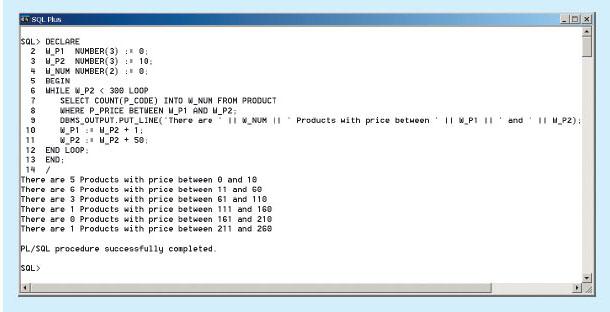 SQL Plus
SQL> DECLARE
2 W_P1 NUMBER(3) := 0;
3 W_P2 NUMBER(3) := 10;
4 W_NUM NUMBER(2) := 0;
5 BEGIN
6 WHILE W_P2 < 300 LOOP
7 SELECT COUNT(P_CODE) INTO W_NUM FROM PRODUCT
8 WHERE P_PRICE BETWEEN W_P1 AND W_P2;
9 DBMS_OUTPUT.PUT_LINE('There are ' || W_NUM || ' Products with price between ' || W_P1 || ' and ' || W_P2);
10 W_P1 := W_P2 + 1;
11 W_P2 := W_P2 + 50;
12 END LOOP;
13 END;
14 /
There are 5 Products with price between 0 and 10
There are 6 Products with price between 11 and 60
There are 3 Products with price between 61 and 110
There are 1 Products with price between 111 and 160
There are 0 Products with price between 161 and 210
There are 1 Products with price between 211 and 260
PL/SQL procedure successfully completed.
SQL>